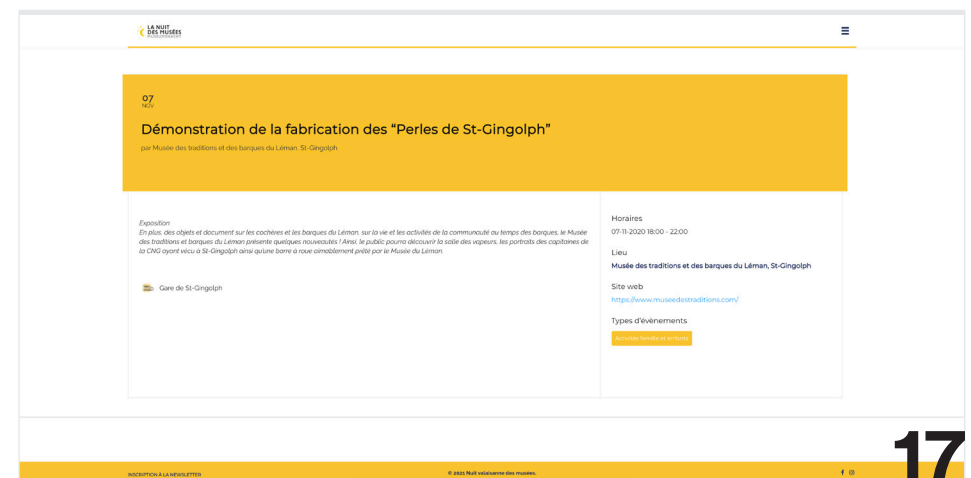 LA NUIT
DES MUSÉES
07
NOV
Démonstration de la fabrication des “Perles de St-Gingolph”
par Musée des traditions et des barques du Léman, St-Gingolph
Exposition
En plus, des objets et document sur les cochères et les barques du Léman, sur la vie et les activités de la communauté au temps des barques, le Musée
des traditions et barques du Léman présente quelques nouveautés ! Ainsi, le public pourra découvrir la salle des vapeurs, les portraits des capitaines de
la CNG ayant vécu à St-Gingolph ainsi qu'une barre à roue aimablement prêté par le Musée du Léman.
Gare de St-Gingolph
Horaires
07-11-2020 18:00 - 22:00
Lieu
Musée des traditions et des barques du Léman, St-Gingolph
Site web
https://www.museedestraditions.com/
Types d'évènements
Activités famille et enfants
17
INSCRIPTION À LA NEWSLETTER
© 2021 Nuit valaisanne des musées.